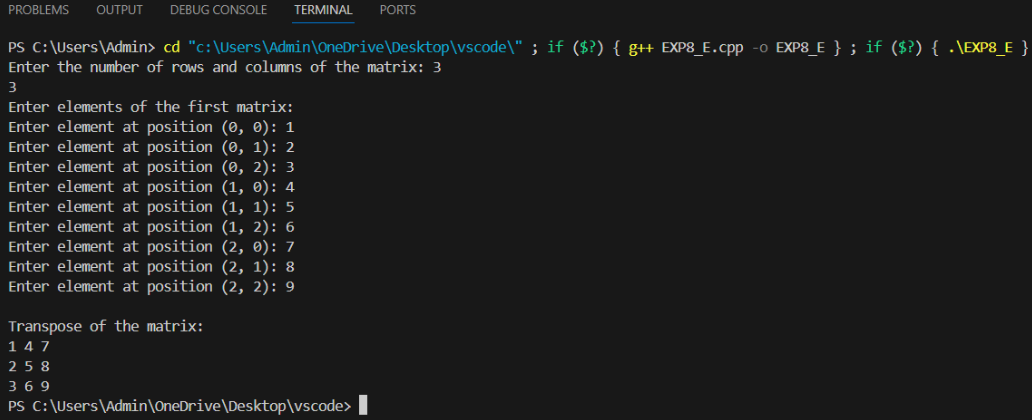 PROBLEMS OUTPUT DEBUG CONSOLE TERMINAL PORTS
PS C:\Users\Admin> cd "c:\Users\Admin\OneDrive\Desktop\vscode\" ; if ($?) { g++ EXP8_E.cpp -o EXP8_E } ; if ($?) { .\EXP8_E }
Enter the number of rows and columns of the matrix: 3
3
Enter elements of the first matrix:
Enter element at position (0, 0): 1
Enter element at position (0, 1): 2
Enter element at position (0, 2): 3
Enter element at position (1, 0): 4
Enter element at position (1, 1): 5
Enter element at position (1, 2): 6
Enter element at position (2, 0): 7
Enter element at position (2, 1): 8
Enter element at position (2, 2): 9
Transpose of the matrix:
1 4 7
2 5 8
3 6 9
PS C:\Users\Admin\OneDrive\Desktop\vscode>